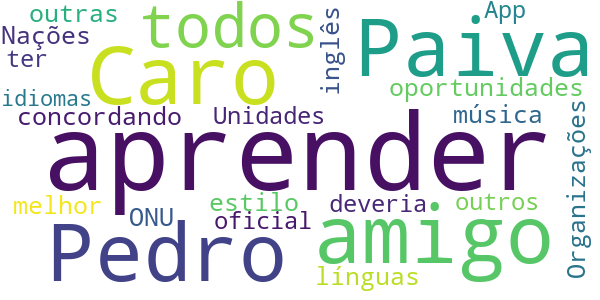 outras
todos
App
Nações
Caro
inglês
Paiva
ter
idiomas
oportunidades
concordando
Unidades
música
aprender
Organizações
melhor
ONU
estilo
oficial
deveria
outros
Pedro
amigo
línguas